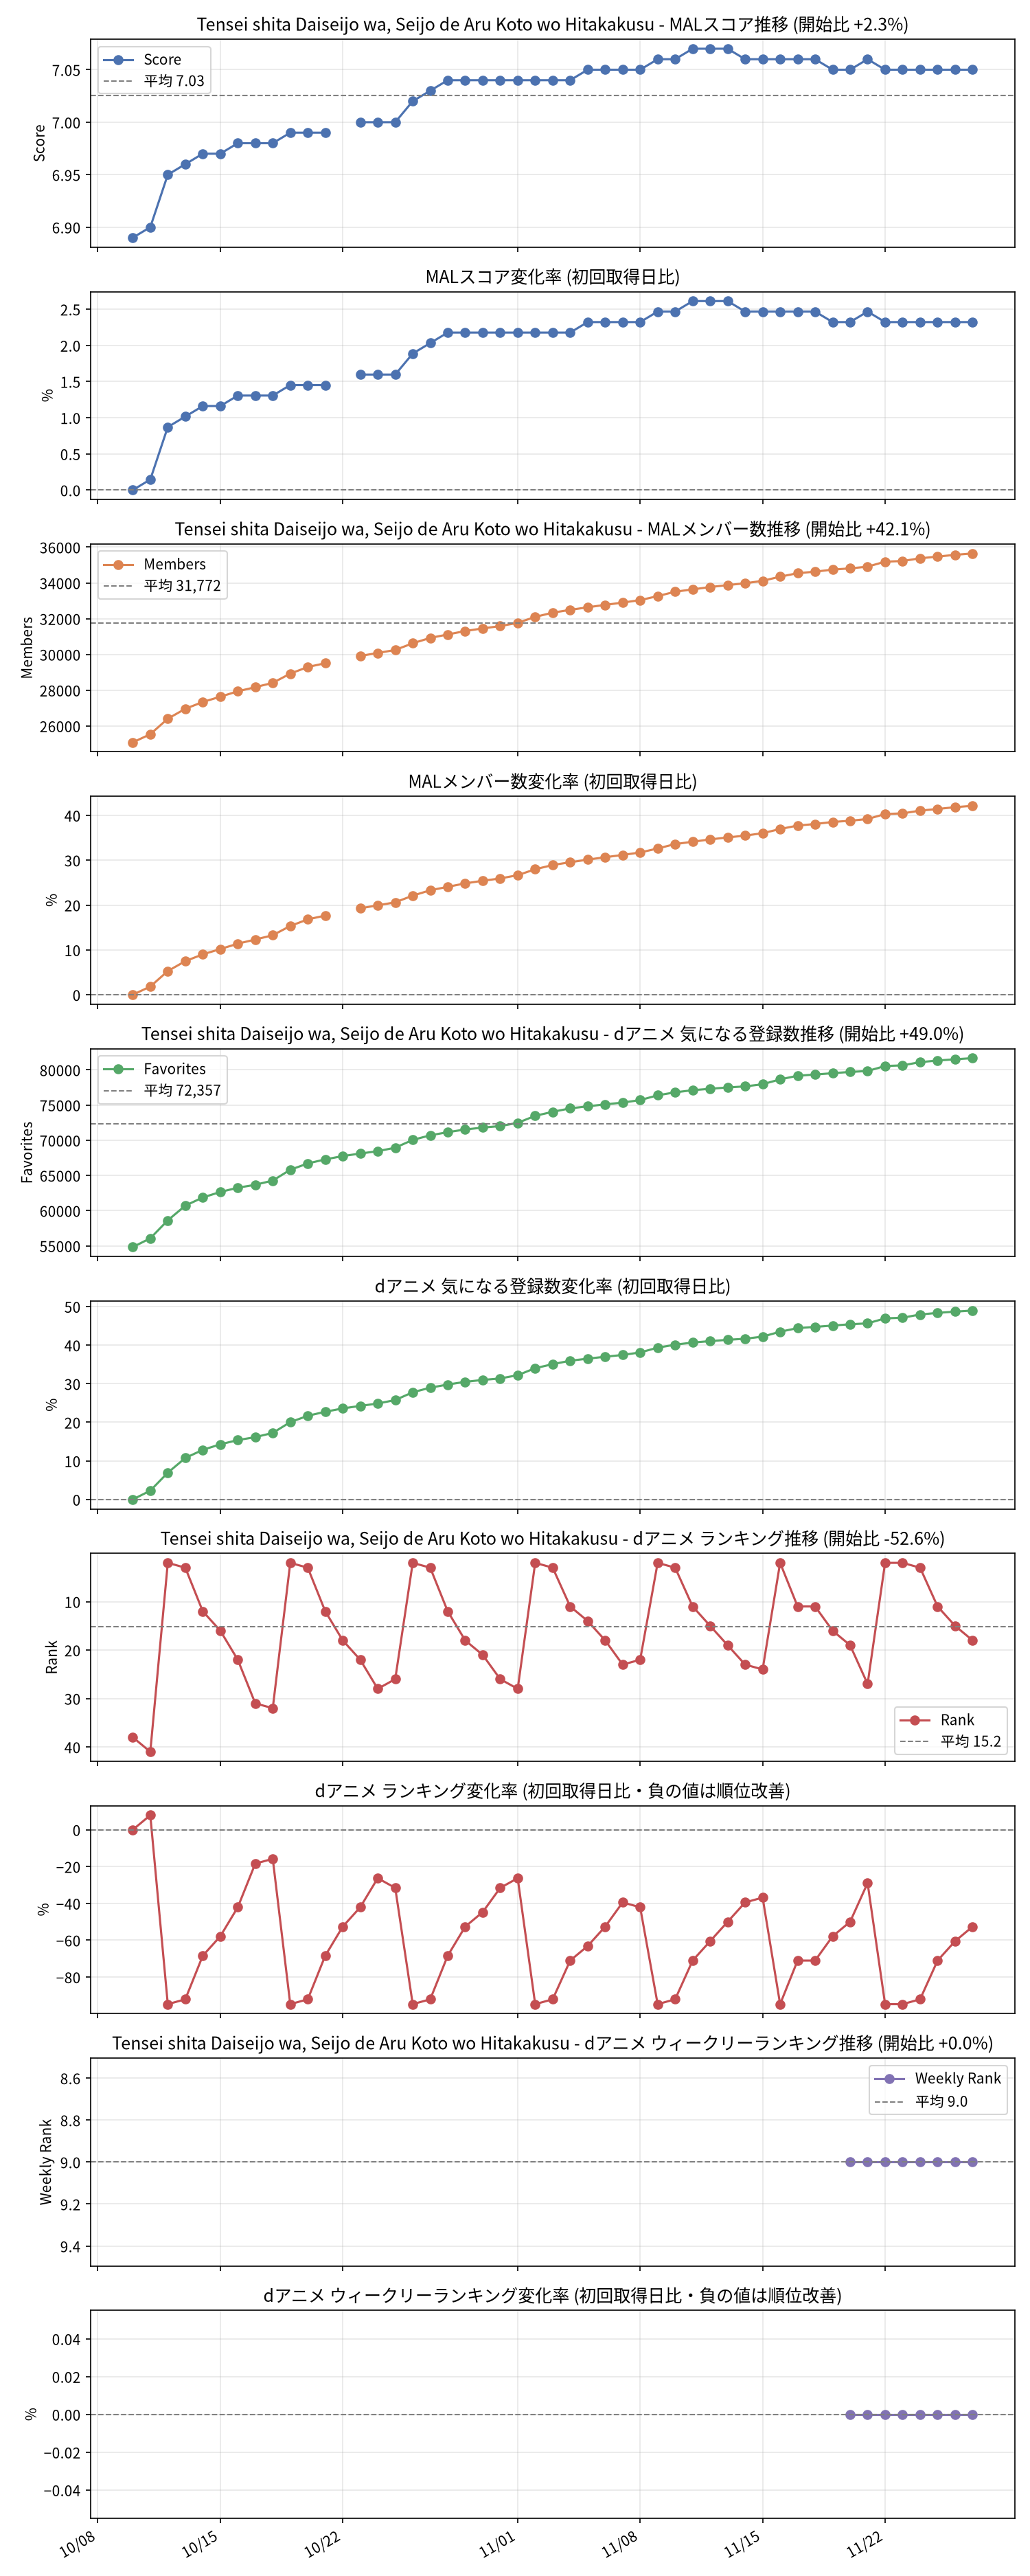 Tensei shita Daiseijo wa, Seijo de Aru Koto wo Hitakakusu - MALスコア推移 (開始比 +2.3%)
Score
平均 7.03
Score
7.05
7.00
6.95
6.90
MALスコア変化率 (初回取得日比)
%
2.5
2.0
1.5
1.0
0.5
0.0
Tensei shita Daiseijo wa, Seijo de Aru Koto wo Hitakakusu - MALメンバー数推移 (開始比 +42.1%)
Members
平均 31,772
Members
36000
34000
32000
30000
28000
26000
MALメンバー数変化率 (初回取得日比)
%
40
30
20
10
0
Tensei shita Daiseijo wa, Seijo de Aru Koto wo Hitakakusu - dアニメ 気になる登録数推移 (開始比 +49.0%)
Favorites
平均 72,357
Favorites
80000
75000
70000
65000
60000
55000
dアニメ 気になる登録数変化率 (初回取得日比)
%
50
40
30
20
10
0
Tensei shita Daiseijo wa, Seijo de Aru Koto wo Hitakakusu - dアニメ ランキング推移 (開始比 -52.6%)
Rank
10
20
30
40
Rank
平均 15.2
dアニメ ランキング変化率 (初回取得日比・負の値は順位改善)
%
0
−20
−40
−60
−80
Tensei shita Daiseijo wa, Seijo de Aru Koto wo Hitakakusu - dアニメ ウィークリーランキング推移 (開始比 +0.0%)
Weekly Rank
平均 9.0
Weekly Rank
8.6
8.8
9.0
9.2
9.4
dアニメ ウィークリーランキング変化率 (初回取得日比・負の値は順位改善)
%
0.04
0.02
0.00
−0.02
−0.04
10/08
10/15
10/22
11/01
11/08
11/15
11/22